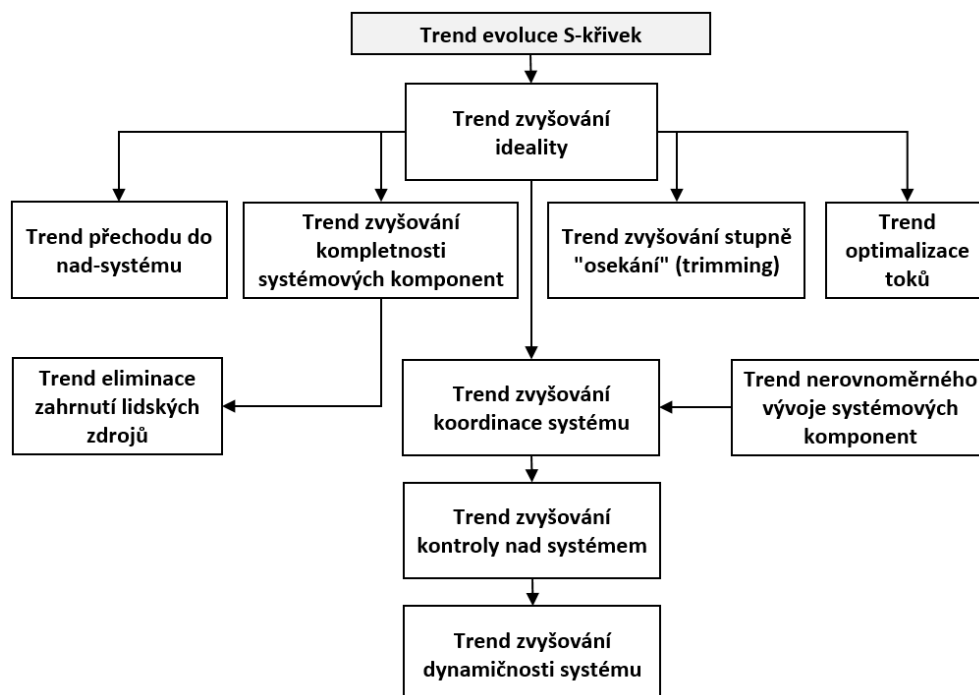 Trend evoluce S-křivek
Trend zvyšování
ideality
Trend přechodu do
nad-systému
Trend zvyšování
kompletnosti
systémových komponent
Trend zvyšování stupně
"osekání" (trimming)
Trend
optimalizace
toků
Trend eliminace
zahrnutí lidských
zdrojů
Trend zvyšování
koordinace systému
Trend nerovnoměrného
vývoje systémových
komponent
Trend zvyšování
kontroly nad systémem
Trend zvyšování
dynamičnosti systému